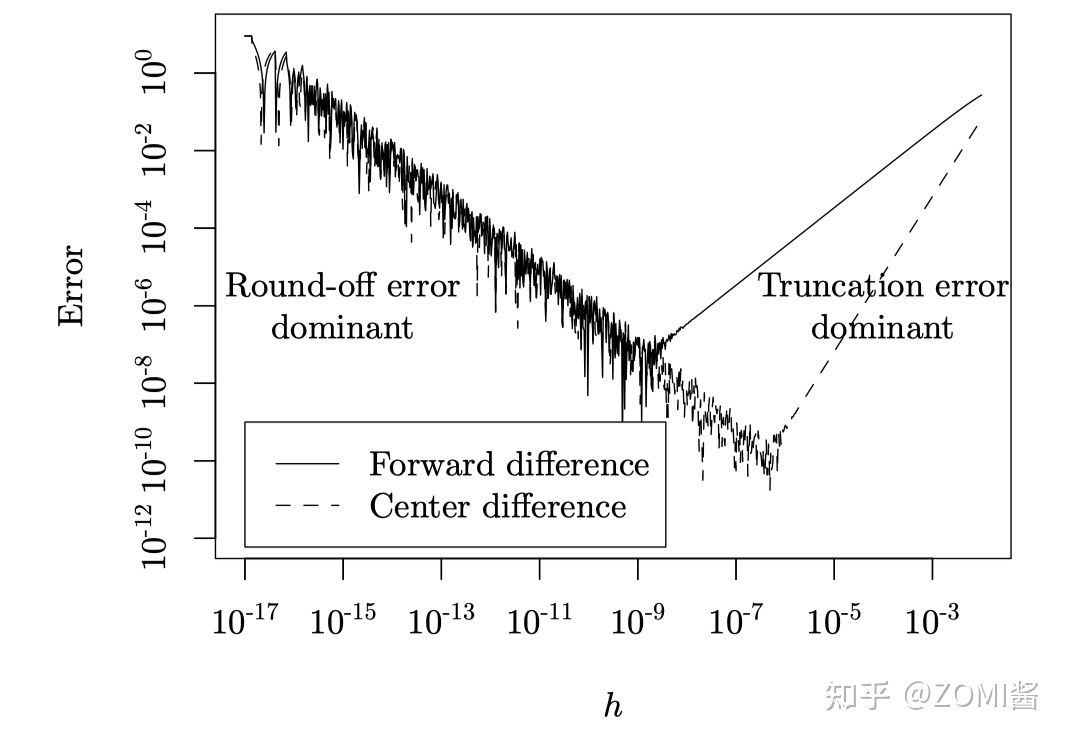 Error
10⁰
10⁻²
10⁻⁴
10⁻⁶
10⁻⁸
10⁻¹⁰
10⁻¹²
Round-off error
dominant
Truncation error
dominant
Forward difference
Center difference
10⁻¹⁷ 10⁻¹⁵ 10⁻¹³ 10⁻¹¹ 10⁻⁹ 10⁻⁷ 10⁻⁵ 10⁻³
h
知乎 @ZOMI酱